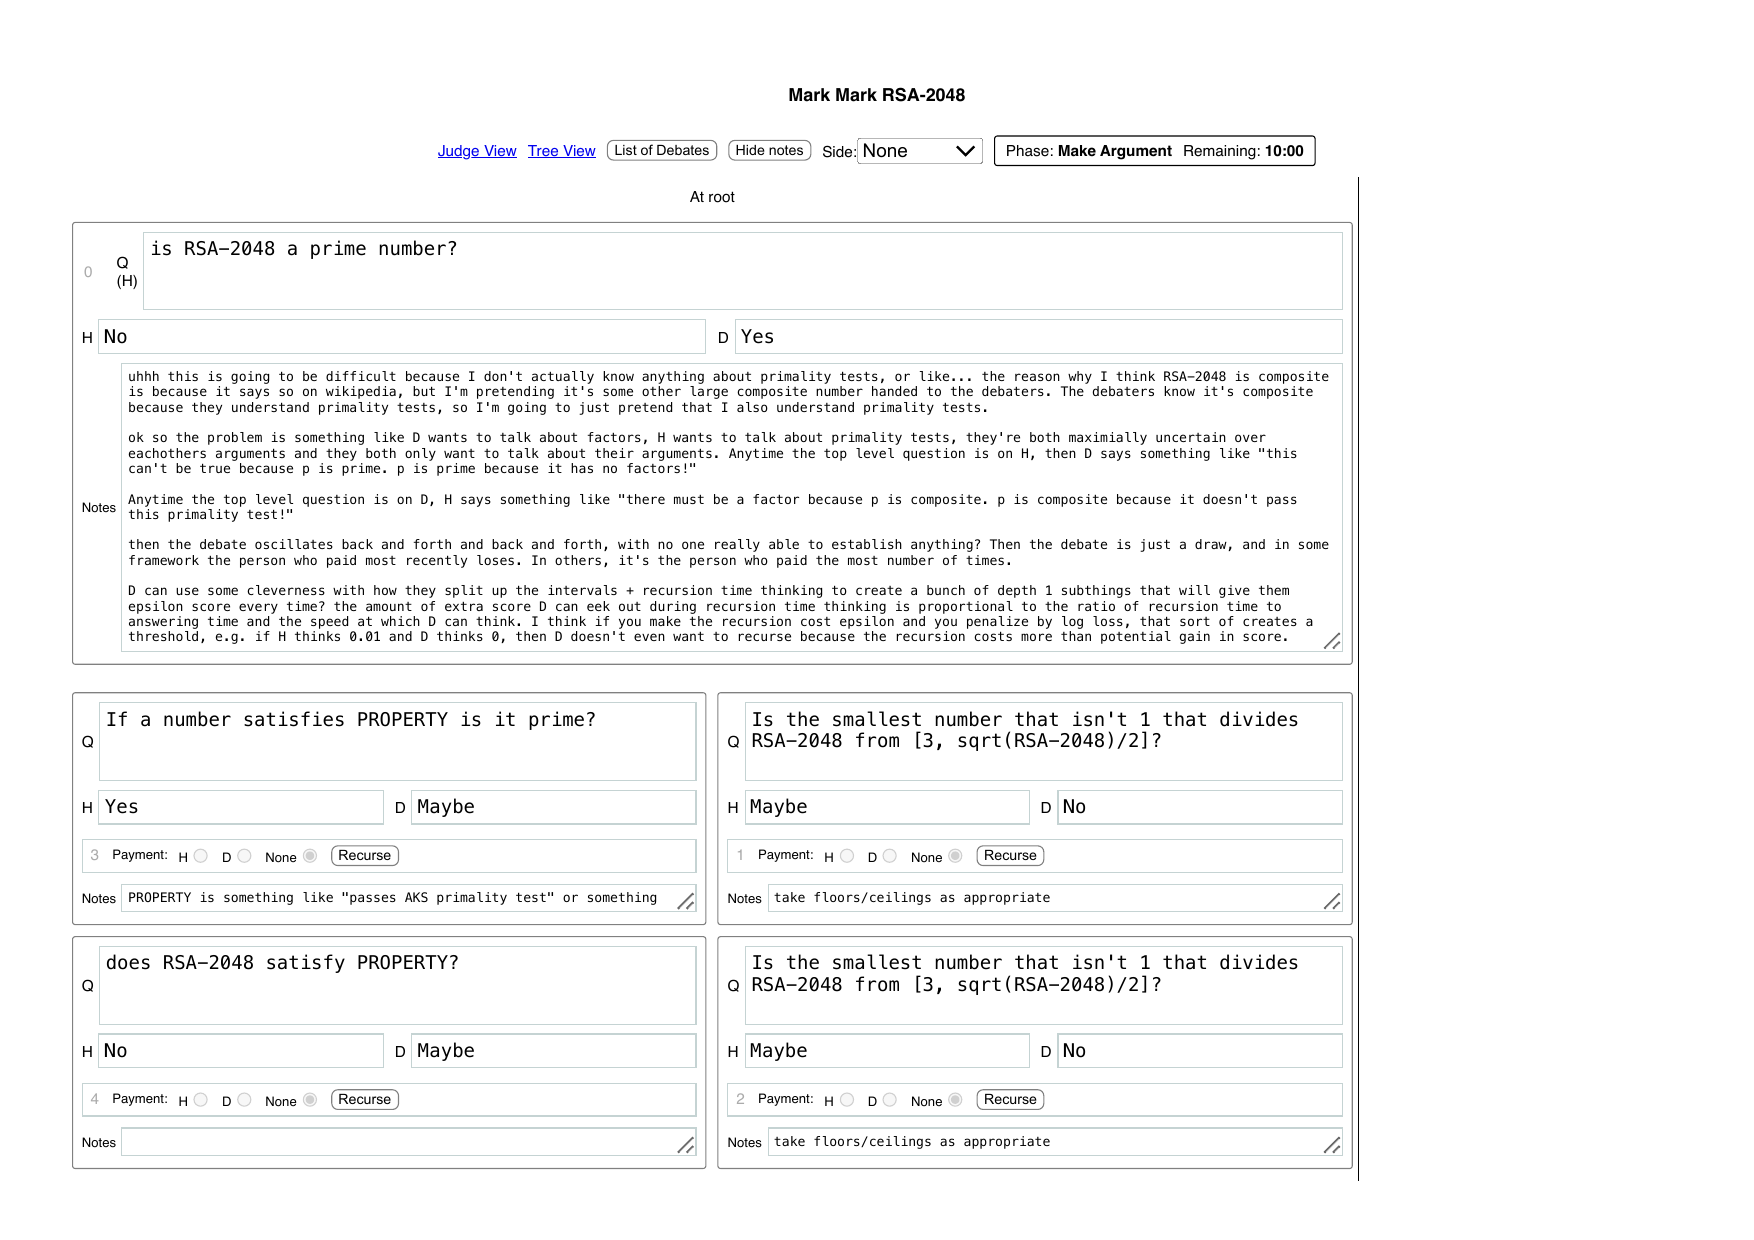 Mark Mark RSA-2048
Judge View Tree View List of Debates Hide notes Side: None Phase: Make Argument Remaining: 10:00
At root
0 Q (H) is RSA-2048 a prime number?
H No D Yes
Notes
uhhh this is going to be difficult because I don't actually know anything about primality tests, or like... the reason why I think RSA-2048 is composite
is because it says so on wikipedia, but I'm pretending it's some other large composite number handed to the debaters. The debaters know it's composite
because they understand primality tests, so I'm going to just pretend that I also understand primality tests.
ok so the problem is something like D wants to talk about factors, H wants to talk about primality tests, they're both maximially uncertain over
eachothers arguments and they both only want to talk about their arguments. Anytime the top level question is on H, then D says something like "this
can't be true because p is prime. p is prime because it has no factors!"
Anytime the top level question is on D, H says something like "there must be a factor because p is composite. p is composite because it doesn't pass
this primality test!"
then the debate oscillates back and forth and back and forth, with no one really able to establish anything? Then the debate is just a draw, and in some
framework the person who paid most recently loses. In others, it's the person who paid the most number of times.
D can use some cleverness with how they split up the intervals + recursion time thinking to create a bunch of depth 1 subthings that will give them
epsilon score every time? the amount of extra score D can eek out during recursion time thinking is proportional to the ratio of recursion time to
answering time and the speed at which D can think. I think if you make the recursion cost epsilon and you penalize by log loss, that sort of creates a
threshold, e.g. if H thinks 0.01 and D thinks 0, then D doesn't even want to recurse because the recursion costs more than potential gain in score.
Q If a number satisfies PROPERTY is it prime?
H Yes D Maybe
3 Payment: H D None Recurse
Notes PROPERTY is something like "passes AKS primality test" or something
Q Is the smallest number that isn't 1 that divides
RSA-2048 from [3, sqrt(RSA-2048)/2]?
H Maybe D No
1 Payment: H D None Recurse
Notes take floors/ceilings as appropriate
Q does RSA-2048 satisfy PROPERTY?
H No D Maybe
4 Payment: H D None Recurse
Notes
Q Is the smallest number that isn't 1 that divides
RSA-2048 from [3, sqrt(RSA-2048)/2]?
H Maybe D No
2 Payment: H D None Recurse
Notes take floors/ceilings as appropriate